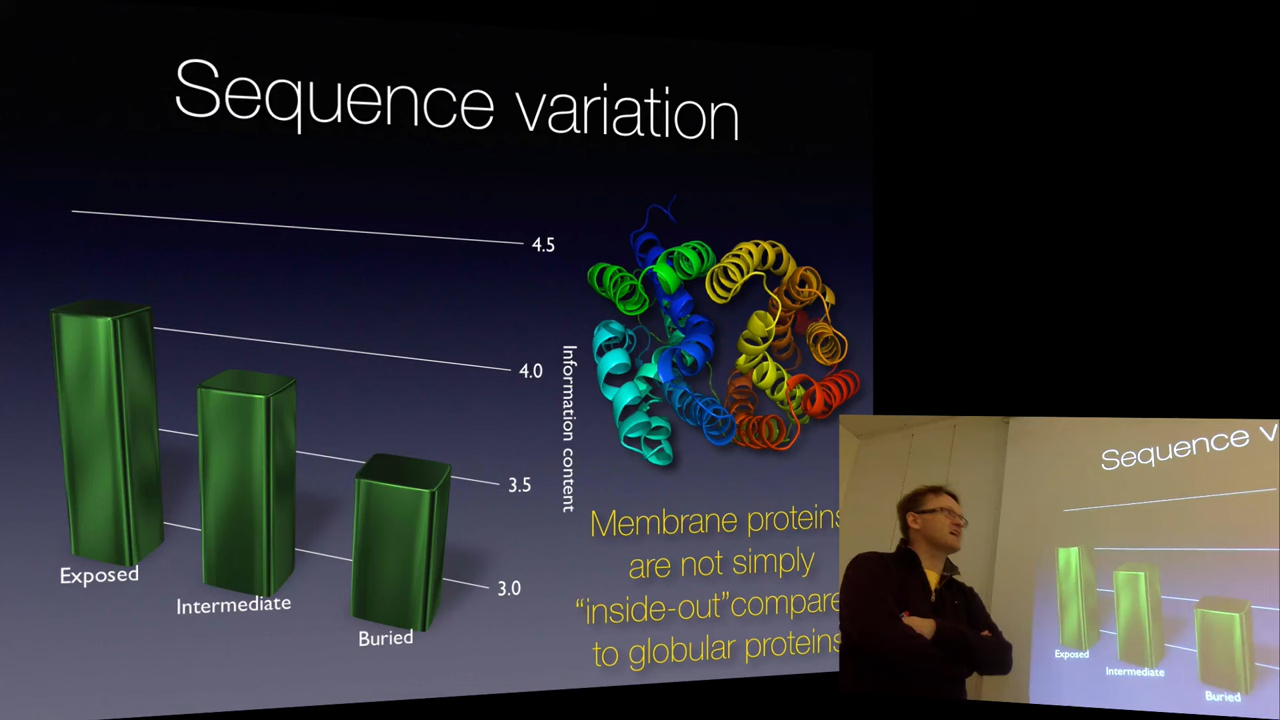 Sequence variation
4.5
4.0
3.5
3.0
Information content
Exposed
Intermediate
Buried
Membrane proteins
are not simply
“inside-out”compare
to globular proteins
Sequence v
Exposed
Intermediate
Buried